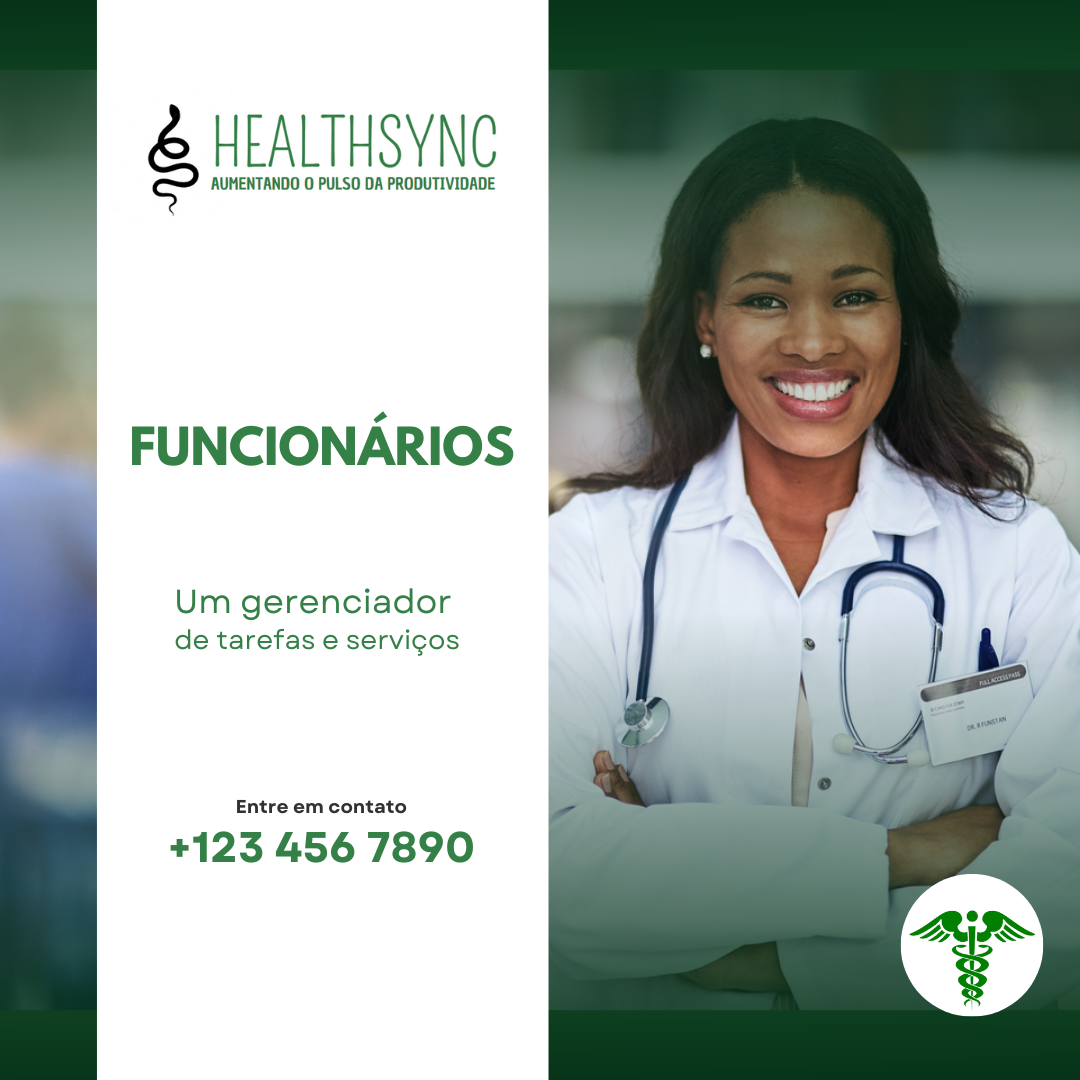 HEALTHSYNC
AUMENTANDO O PULSO DA PRODUTIVIDADE
FUNCIONÁRIOS
Um gerenciador
de tarefas e serviços
Entre em contato
+123 456 7890
FULL ACCESS PASS
DR. R FUNSTAN